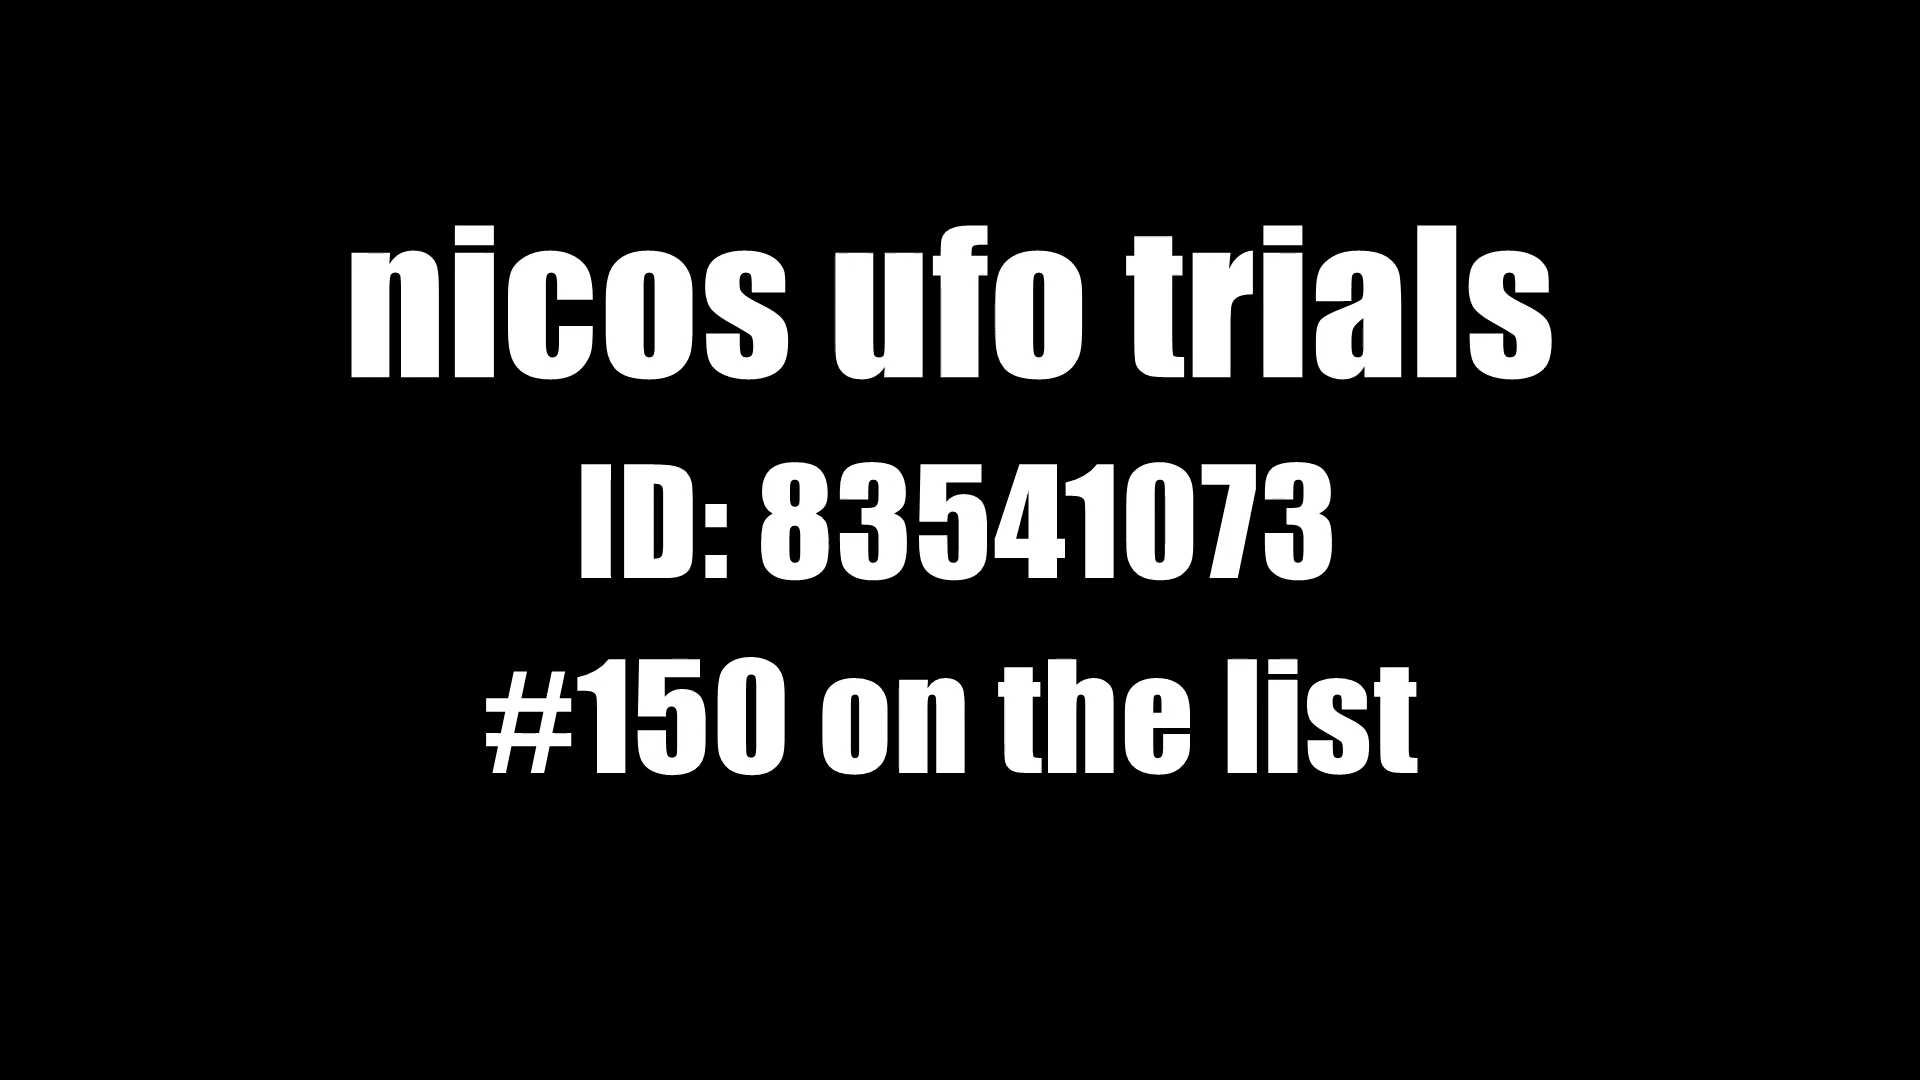 nicos ufo trials
ID: 83541073
#150 on the list